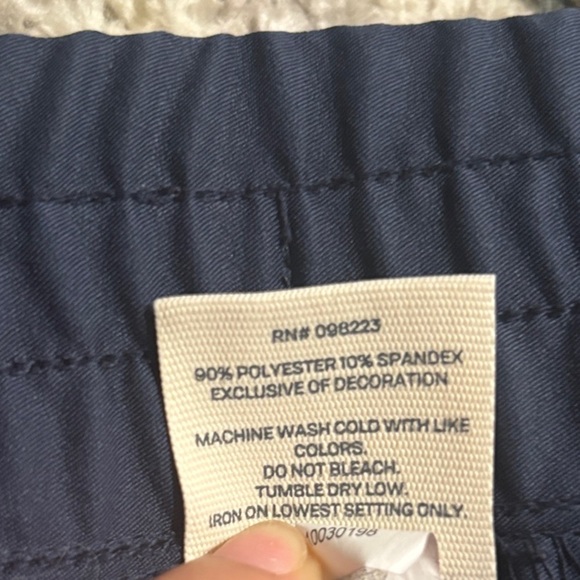 RN# 098223
90% POLYESTER 10% SPANDEX
EXCLUSIVE OF DECORATION
MACHINE WASH COLD WITH LIKE
COLORS.
DO NOT BLEACH.
TUMBLE DRY LOW.
IRON ON LOWEST SETTING ONLY.
0030198